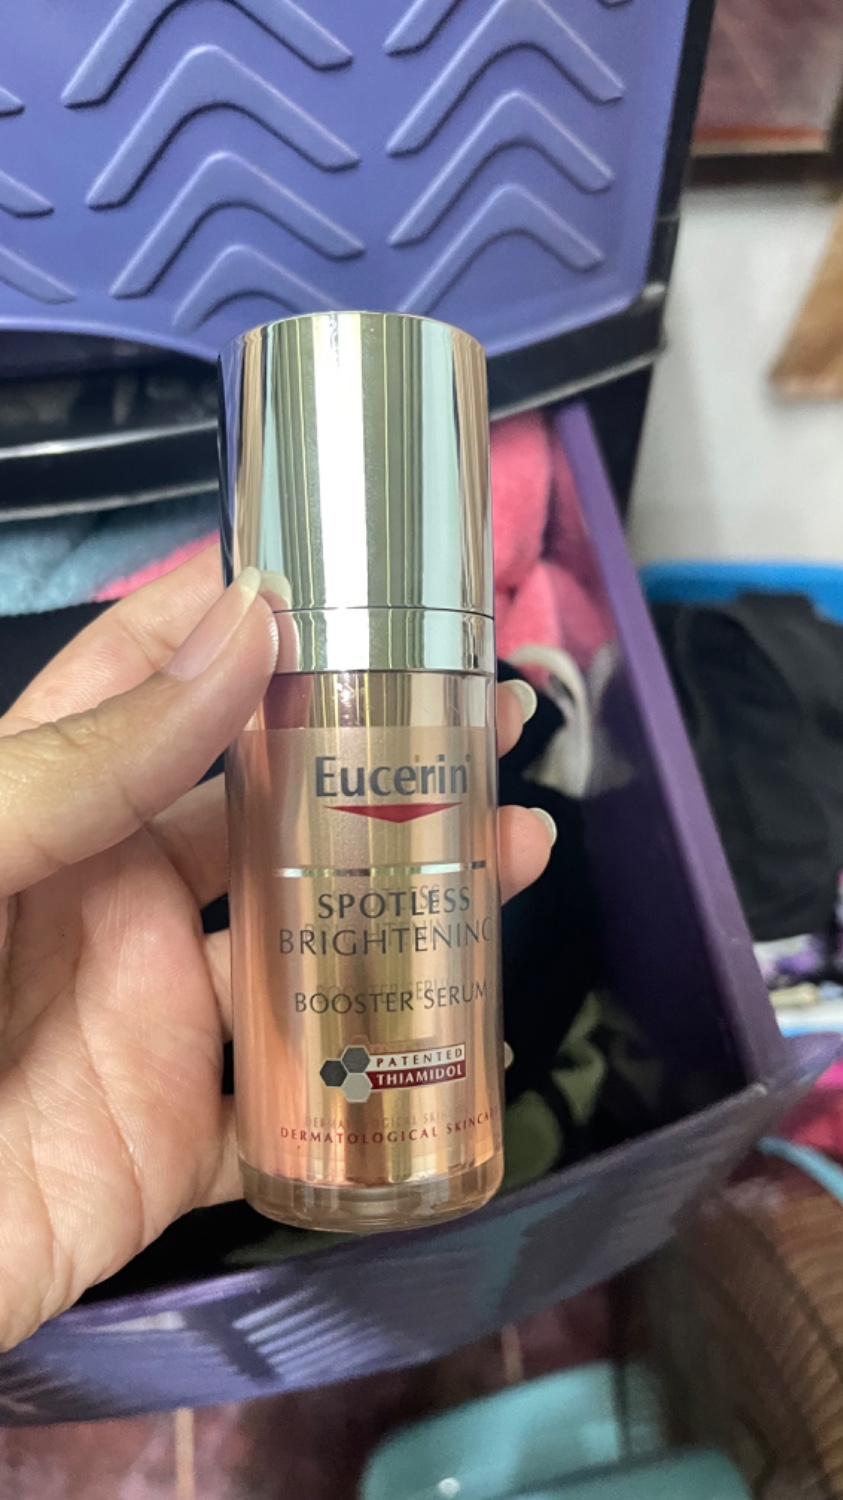 Eucerin
SPOTLESS
BRIGHTENING
BOOSTER SERUM
PATENTED
THIAMIDOL
DERMATOLOGICAL SKINCARE